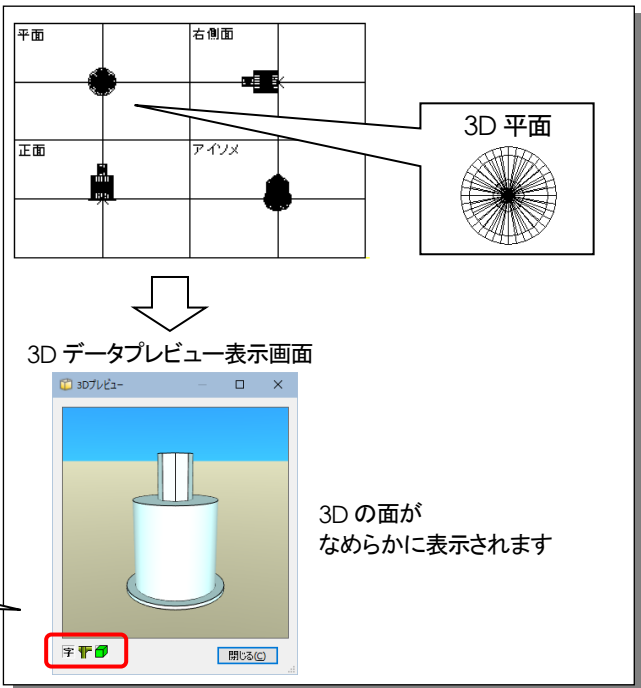 平面
右側面
3D 平面
正面
アイソメ
3D データプレビュー表示画面
3Dプレビュー
3D の面が
なめらかに表示されます
字
閉じる(C)